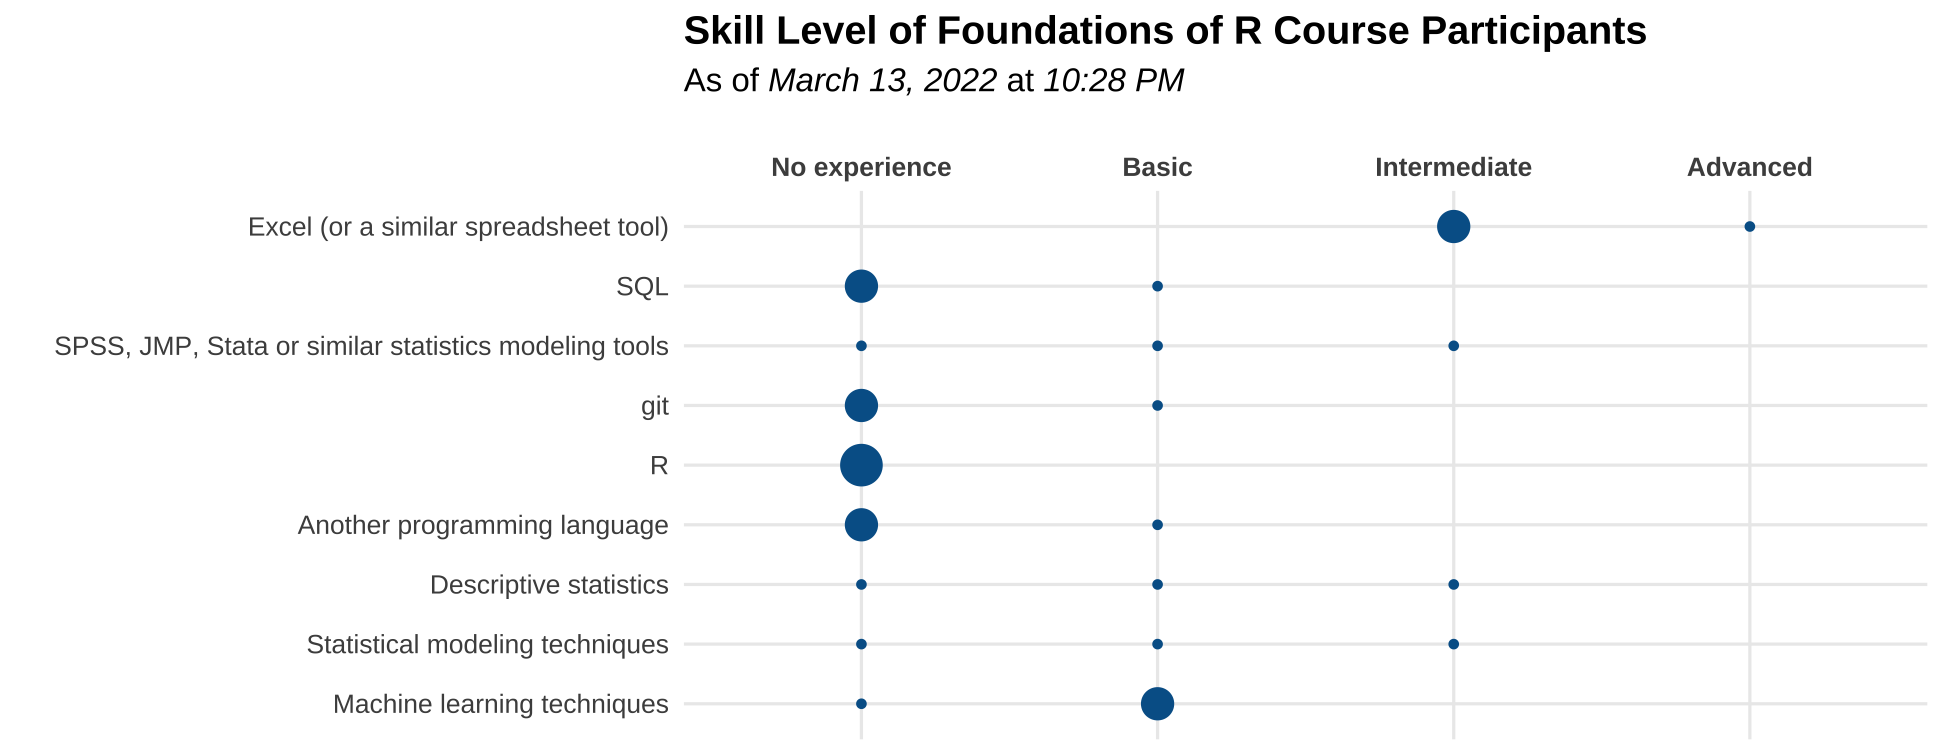 Skill Level of Foundations of R Course Participants
As of March 13, 2022 at 10:28 PM
No experience Basic Intermediate Advanced
Excel (or a similar spreadsheet tool)
SQL
SPSS, JMP, Stata or similar statistics modeling tools
git
R
Another programming language
Descriptive statistics
Statistical modeling techniques
Machine learning techniques